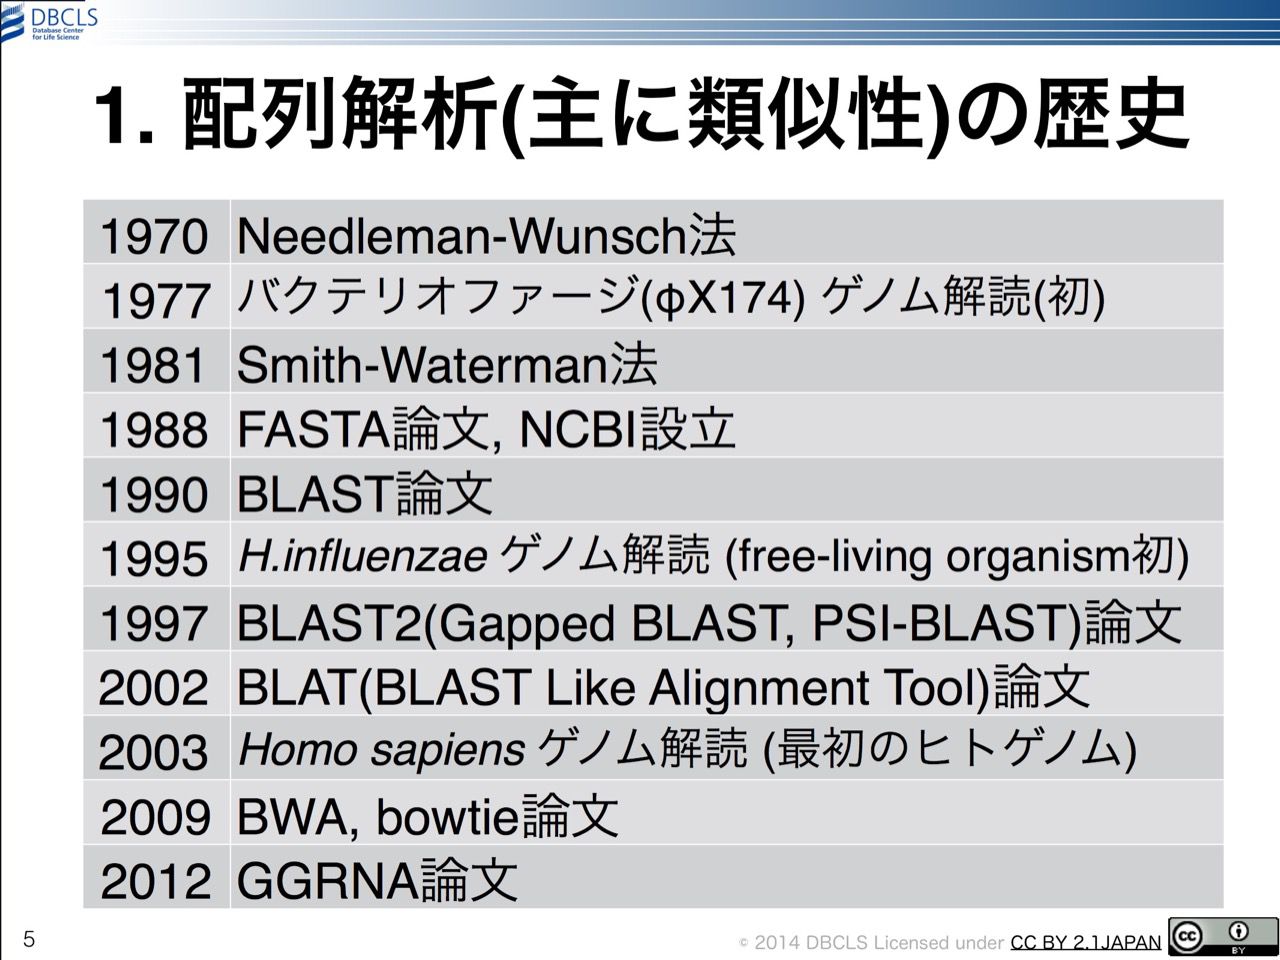 DBCLS
Database Center
for Life Science
1. 配列解析(主に類似性)の歴史
1970 Needleman-Wunsch法
1977 バクテリオファージ(φX174) ゲノム解読(初)
1981 Smith-Waterman法
1988 FASTA論文, NCBI設立
1990 BLAST論文
1995 H.influenzae ゲノム解読 (free-living organism初)
1997 BLAST2(Gapped BLAST, PSI-BLAST)論文
2002 BLAT(BLAST Like Alignment Tool)論文
2003 Homo sapiens ゲノム解読 (最初のヒトゲノム)
2009 BWA, bowtie論文
2012 GGRNA論文
5
© 2014 DBCLS Licensed under CC BY 2.1JAPAN
cc
BY